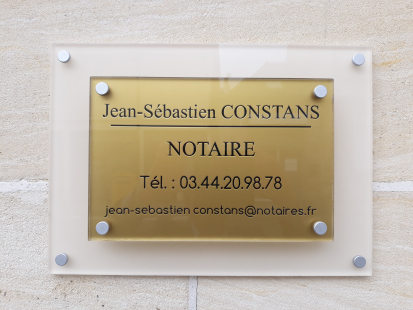 Jean-Sébastien CONSTANS
NOTAIRE
Tél. : 03.44.20.98.78
jean-sebastien.constans@notaires.fr